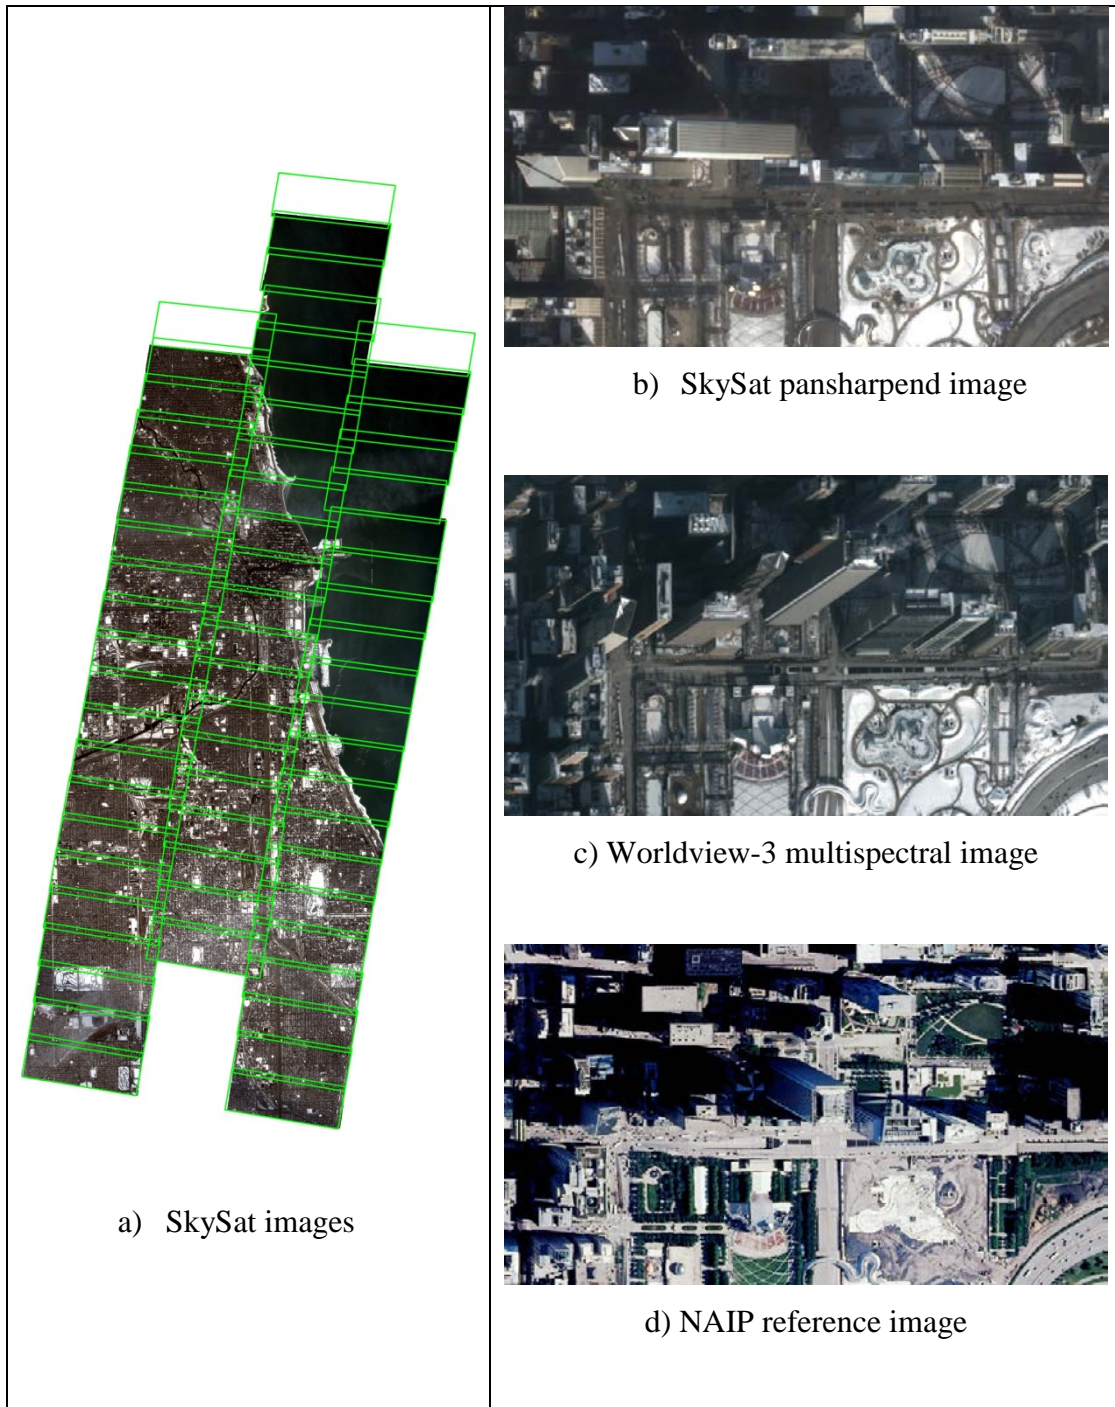 a) SkySat images
b) SkySat pansharpend image
c) Worldview-3 multispectral image
d) NAIP reference image